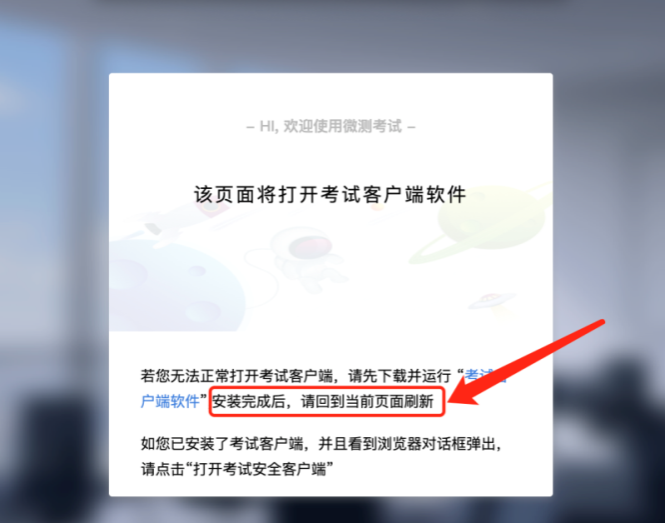 – HI, 欢迎使用微测考试 –
该页面将打开考试客户端软件
若您无法正常打开考试客户端，请先下载并运行 “考试客
户端软件” 安装完成后，请回到当前页面刷新
如您已安装了考试客户端，并且看到浏览器对话框弹出，
请点击“打开考试安全客户端”